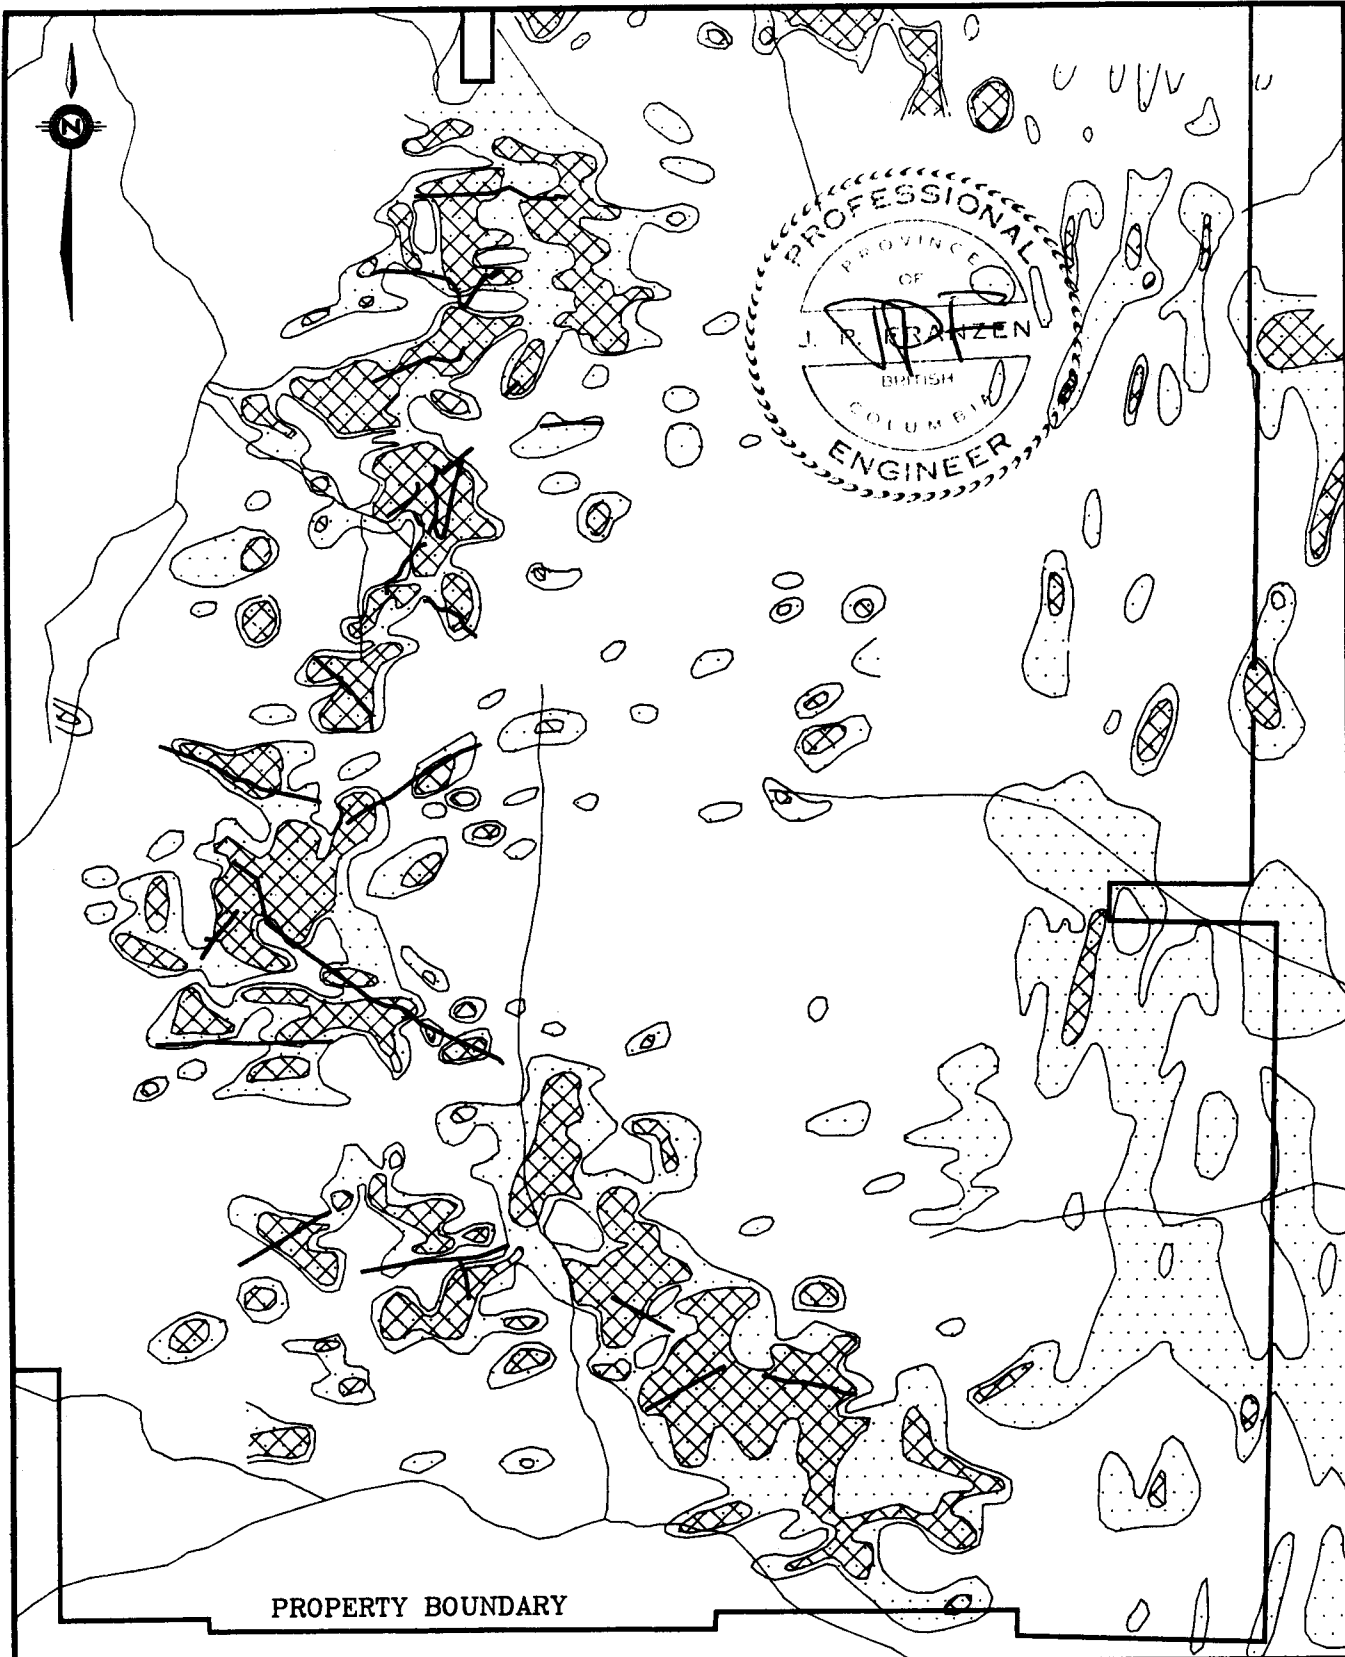 N
PROFESSIONAL
PROVINCE
OF
J. P. FRANZEN
BRITISH
COLUMBIA
ENGINEER
PROPERTY BOUNDARY